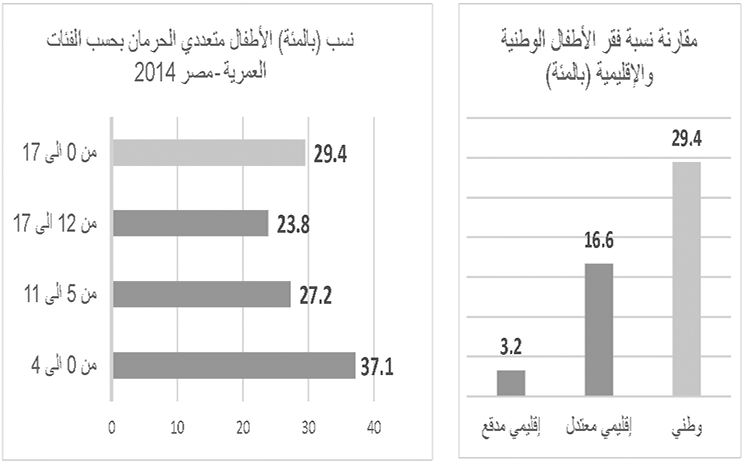 مقارنة نسبة فقر الأطفال الوطنية
والإقليمية (بالمئة)
29.4
16.6
3.2
وطني
إقليمي معتدل
إقليمي مدقع
نسب (بالمئة) الأطفال متعددي الحرمان بحسب الفئات
العمرية - مصر 2014
من 0 الى 17
29.4
من 12 الى 17
23.8
من 5 الى 11
27.2
من 0 الى 4
37.1
0
10
20
30
40